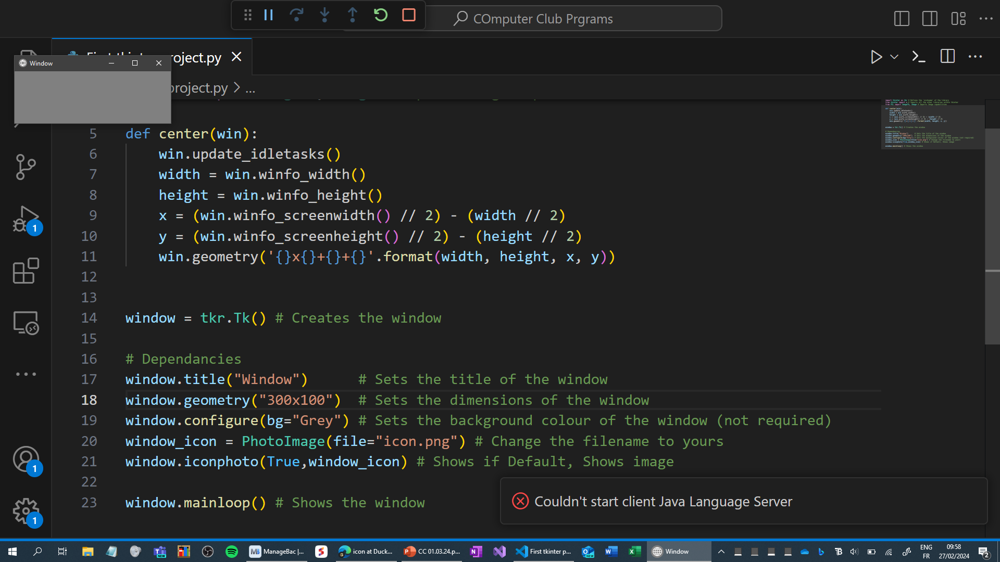 COmputer Club Prgrams
project.py
Window
project.py > ...
5 def center(win):
6 win.update_idletasks()
7 width = win.winfo_width()
8 height = win.winfo_height()
9 x = (win.winfo_screenwidth() // 2) - (width // 2)
10 y = (win.winfo_screenheight() // 2) - (height // 2)
11 win.geometry('{}x{}+{}+{}'.format(width, height, x, y))
12
13
14 window = tkr.Tk() # Creates the window
15
16 # Dependancies
17 window.title("Window") # Sets the title of the window
18 window.geometry("300x100") # Sets the dimensions of the window
19 window.configure(bg="Grey") # Sets the background colour of the window (not required)
20 window_icon = PhotoImage(file="icon.png") # Change the filename to yours
21 window.iconphoto(True,window_icon) # Shows if Default, Shows image
22
23 window.mainloop() # Shows the window
1
1
1
Couldn't start client Java Language Server
ManageBac |...
icon at Duck...
CC 01.03.24.p...
First tkinter p...
Window
ENG
FR
09:58
27/02/2024
2